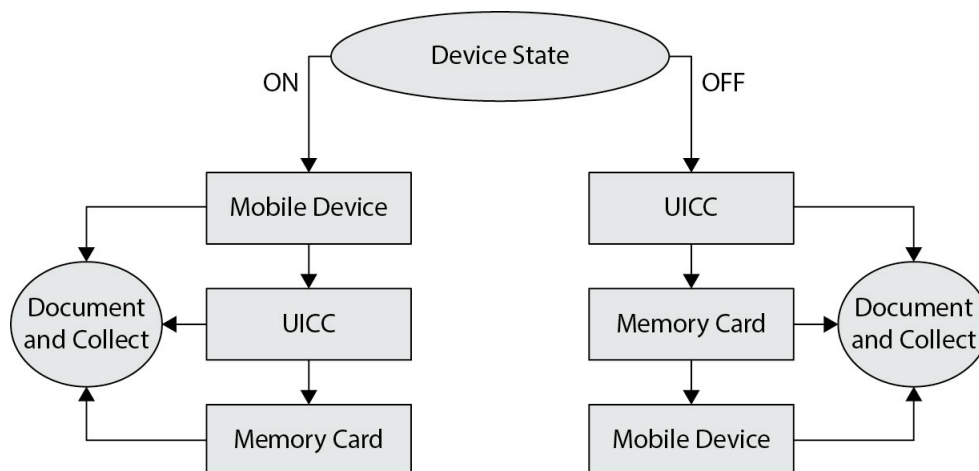 Device State
ON
OFF
Mobile Device
UICC
Document
and Collect
UICC
Memory Card
Document
and Collect
Memory Card
Mobile Device